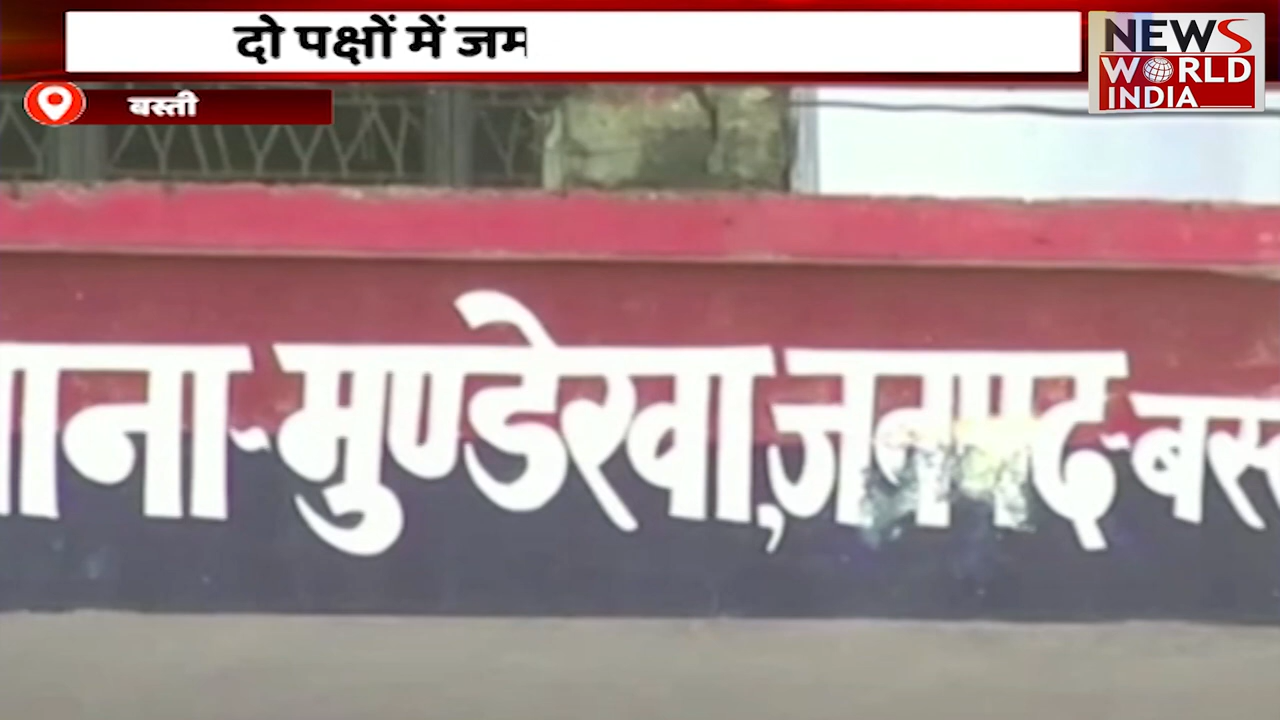 दो पक्षों में जम
NEWS
WORLD
INDIA
बस्ती
ाना-मुण्डेरवा, जनपद-बस्